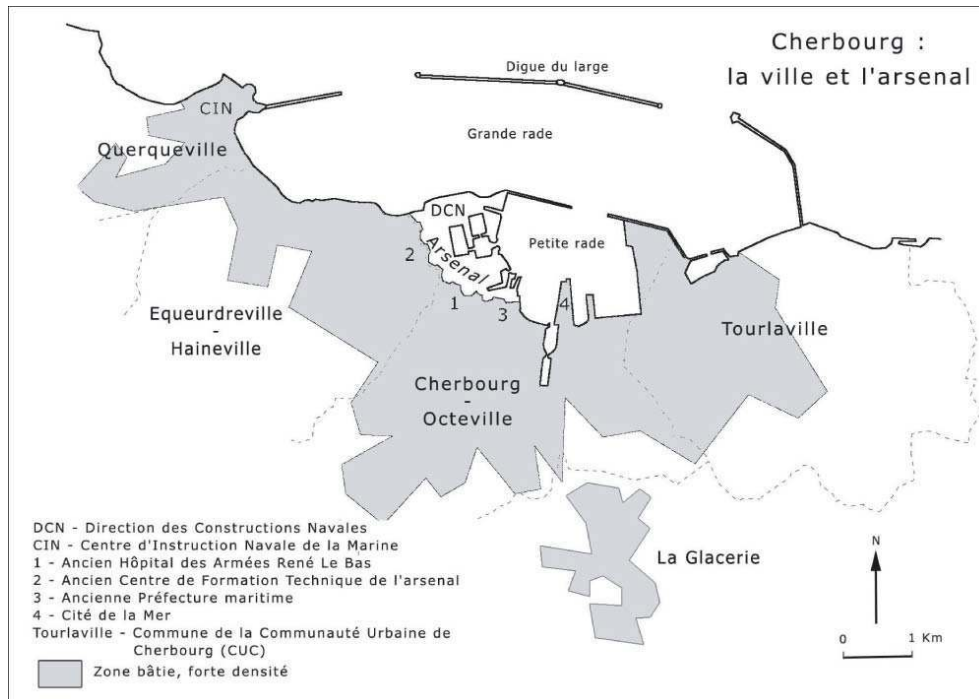 Cherbourg :
la ville et l'arsenal
Digue du large
CIN
Grande rade
Querqueville
DCN
Petite rade
Arsenal
2
1
3
4
Equeurdreville
-
Haineville
Tourlaville
Cherbourg
-
Octeville
La Glacerie
DCN - Direction des Constructions Navales
CIN - Centre d'Instruction Navale de la Marine
1 - Ancien Hôpital des Armées René Le Bas
2 - Ancien Centre de Formation Technique de l'arsenal
3 - Ancienne Préfecture maritime
4 - Cité de la Mer
Tourlaville - Commune de la Communauté Urbaine de
Cherbourg (CUC)
Zone bâtie, forte densité
N
0 1 Km